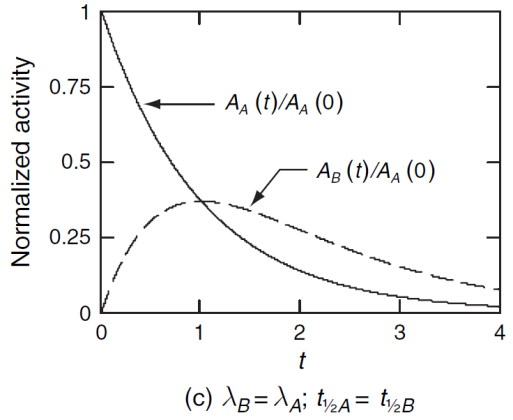 Normalized activity
1
0.75
0.5
0.25
0
A_A (t)/A_A (0)
A_B (t)/A_A (0)
0 1 2 3 4
t
(c) λ_B = λ_A; t_½A = t_½B